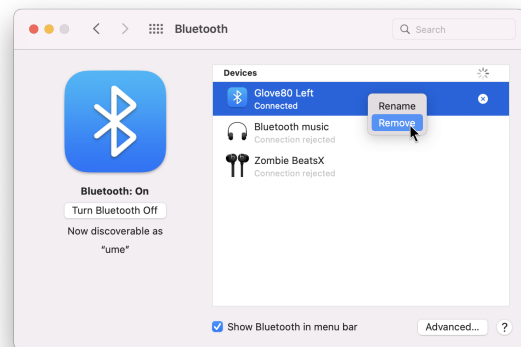 Bluetooth
Search
Bluetooth: On
Turn Bluetooth Off
Now discoverable as
“ume”
Devices
Glove80 Left
Connected
Rename
Remove
Bluetooth music
Connection rejected
Zombie BeatsX
Connection rejected
Show Bluetooth in menu bar
Advanced...
?